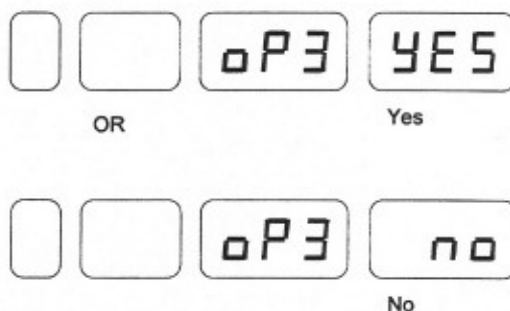 oP3 YES
OR Yes
oP3 no
No